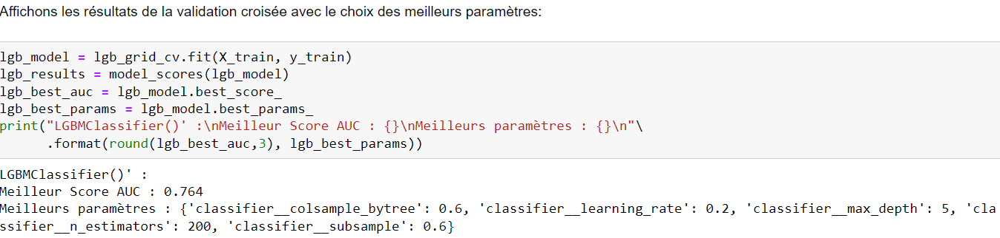 Affichons les résultats de la validation croisée avec le choix des meilleurs paramètres:
lgb_model = lgb_grid_cv.fit(X_train, y_train)
lgb_results = model_scores(lgb_model)
lgb_best_auc = lgb_model.best_score_
lgb_best_params = lgb_model.best_params_
print("LGBMClassifier()' :\nMeilleur Score AUC : {}\nMeilleurs paramètres : {}\n"\
      .format(round(lgb_best_auc,3), lgb_best_params))
LGBMClassifier()' :
Meilleur Score AUC : 0.764
Meilleurs paramètres : {'classifier__colsample_bytree': 0.6, 'classifier__learning_rate': 0.2, 'classifier__max_depth': 5, 'cla
ssifier__n_estimators': 200, 'classifier__subsample': 0.6}